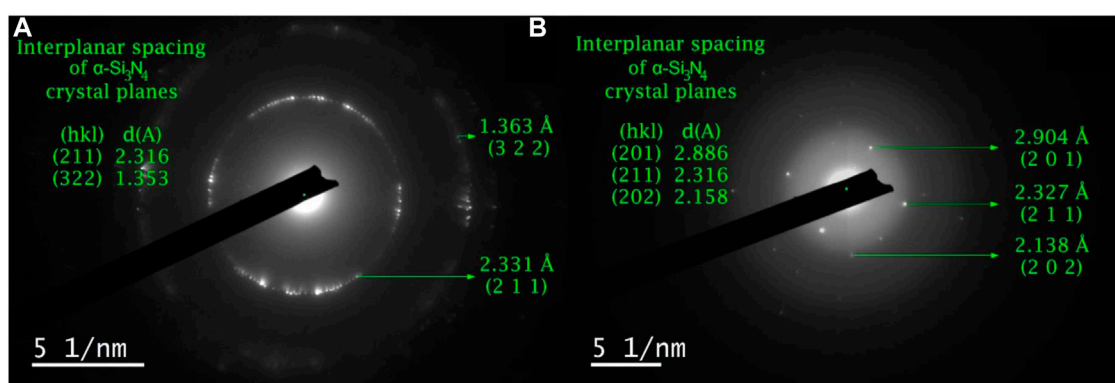 A
Interplanar spacing
of α-Si3N4
crystal planes
(hkl) d(A)
(211) 2.316
(322) 1.353
1.363 Å
(3 2 2)
2.331 Å
(2 1 1)
5 1/nm
B
Interplanar spacing
of α-Si3N4
crystal planes
(hkl) d(A)
(201) 2.886
(211) 2.316
(202) 2.158
2.904 Å
(2 0 1)
2.327 Å
(2 1 1)
2.138 Å
(2 0 2)
5 1/nm